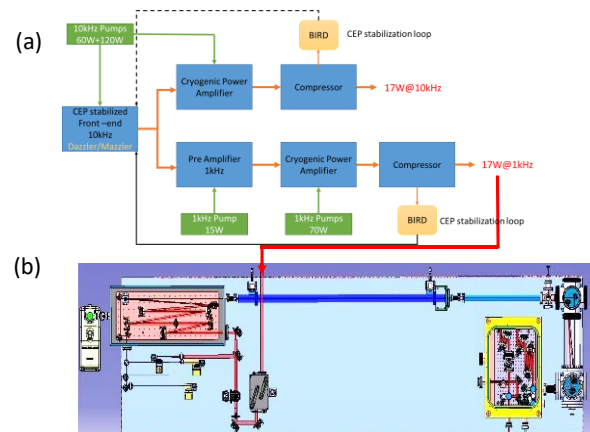 (a)
10kHz Pumps
60W+120W
BIRD
CEP stabilization loop
Cryogenic Power
Amplifier
Compressor
17W@10kHz
CEP stabilized
Front –end
10kHz
Dazzler/Mazzler
Pre Amplifier
1kHz
Cryogenic Power
Amplifier
Compressor
17W@1kHz
1kHz Pump
15W
1kHz Pumps
70W
BIRD
CEP stabilization loop
(b)